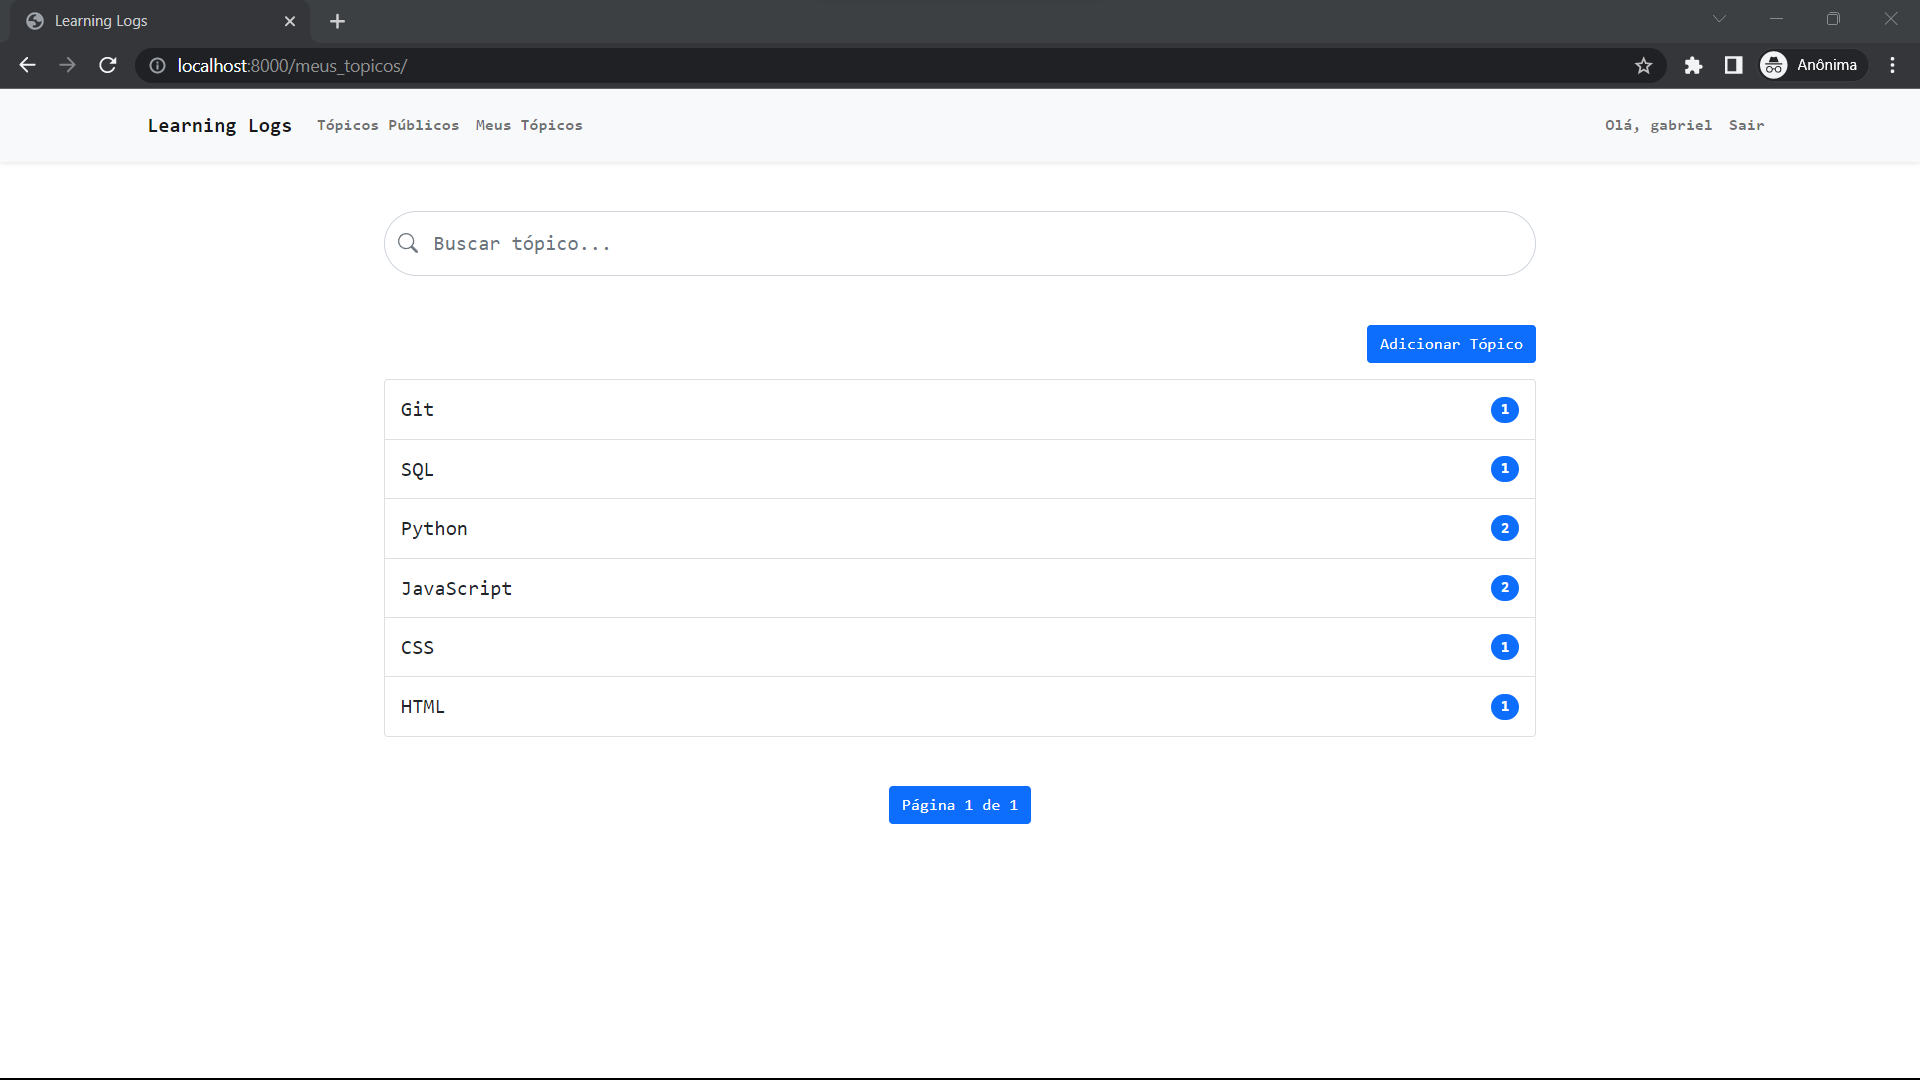 Learning Logs
localhost:8000/meus_topicos/
Anônima
Learning Logs Tópicos Públicos Meus Tópicos Olá, gabriel Sair
Buscar tópico...
Adicionar Tópico
Git 1
SQL 1
Python 2
JavaScript 2
CSS 1
HTML 1
Página 1 de 1